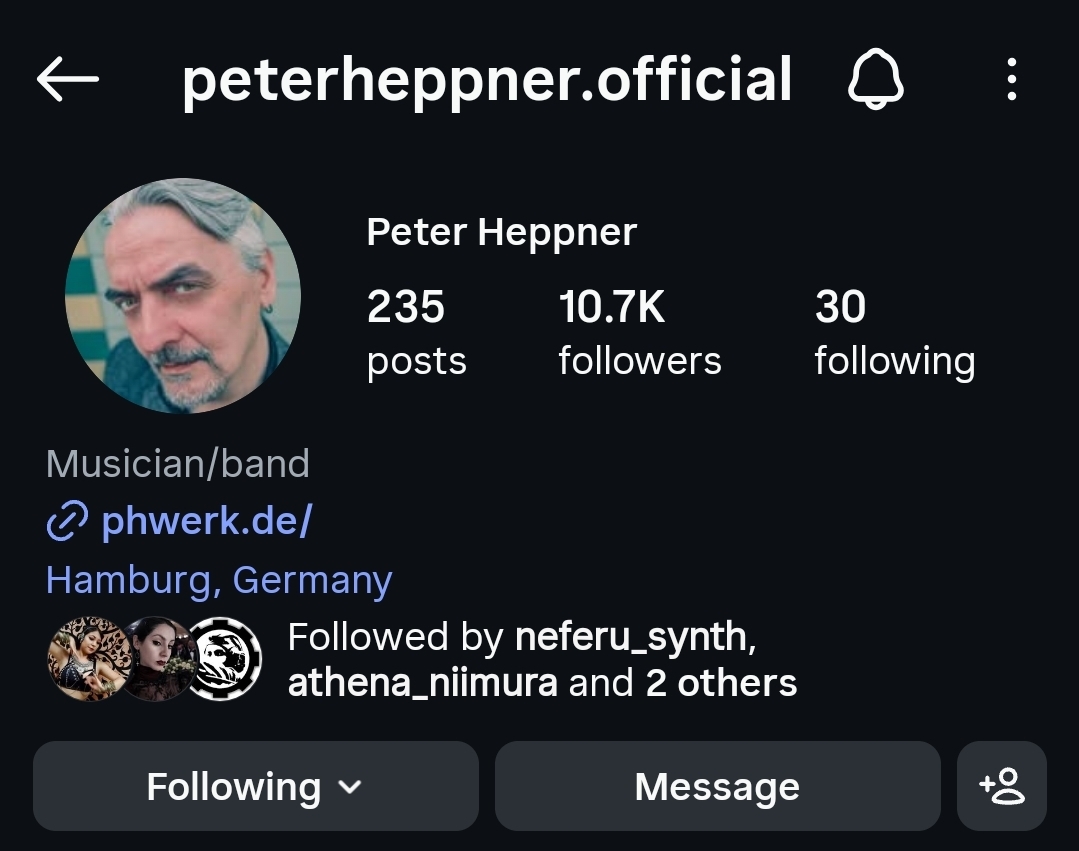 peterheppner.official
Peter Heppner
235 10.7K 30
posts followers following
Musician/band
phwerk.de/
Hamburg, Germany
Followed by neferu_synth,
athena_niimura and 2 others
Following Message